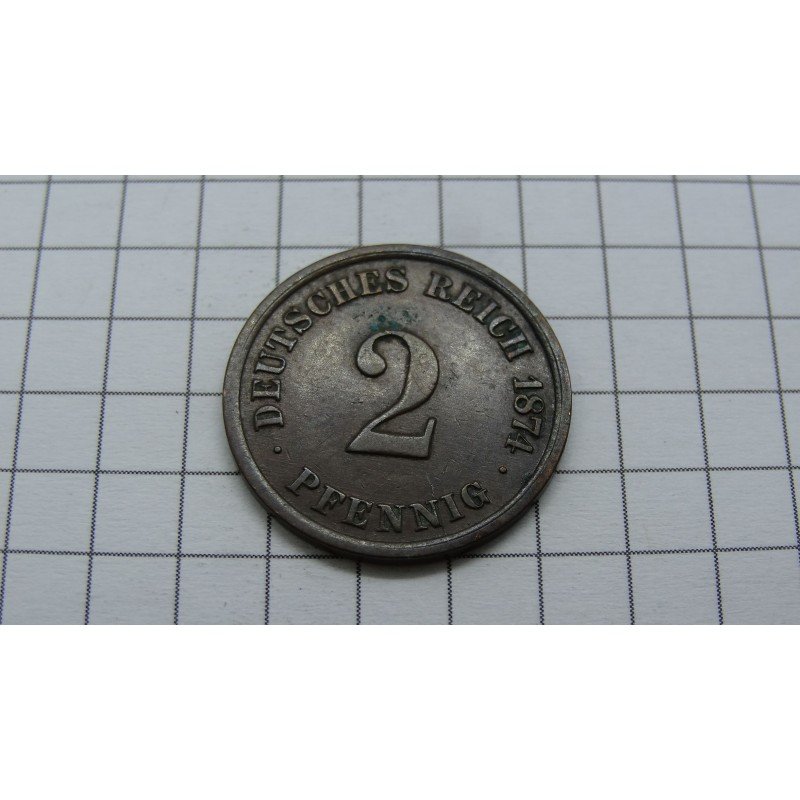 DEUTSCHES REICH 1874
2
PFENNIG